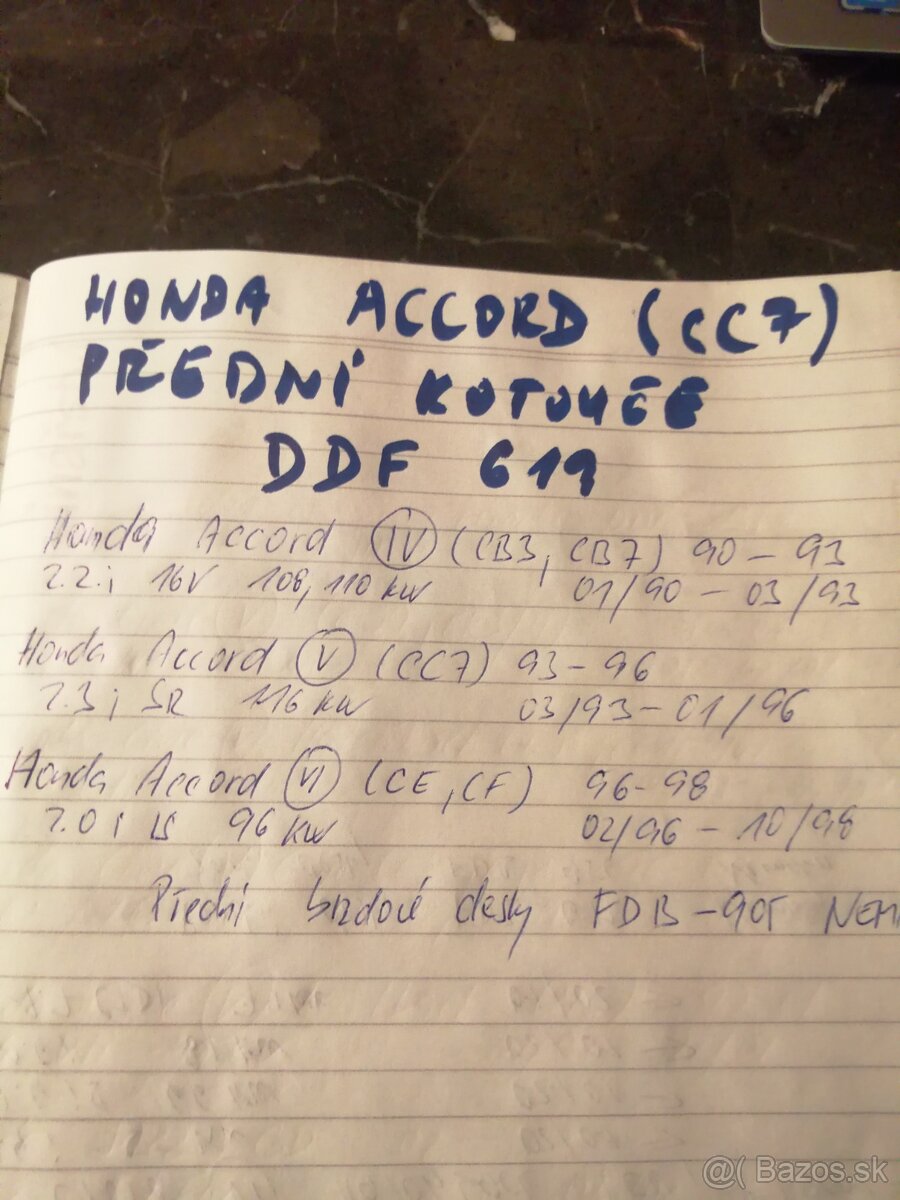 HONDA ACCORD (CC7)
PŘEDNÍ KOTOUČE
DDF 619
Honda Accord IV (CB3, CB7) 90 - 93
2.2i 16V 108, 110 kW 01/90 - 03/93
Honda Accord V (CC7) 93 - 96
2.3i SR 116 kW 03/93 - 01/96
Honda Accord VI (CE, CF) 96 - 98
2.0i LS 96 kW 02/96 - 10/98
Přední brzdové desky FDB - 905 NEM
@( Bazos.sk